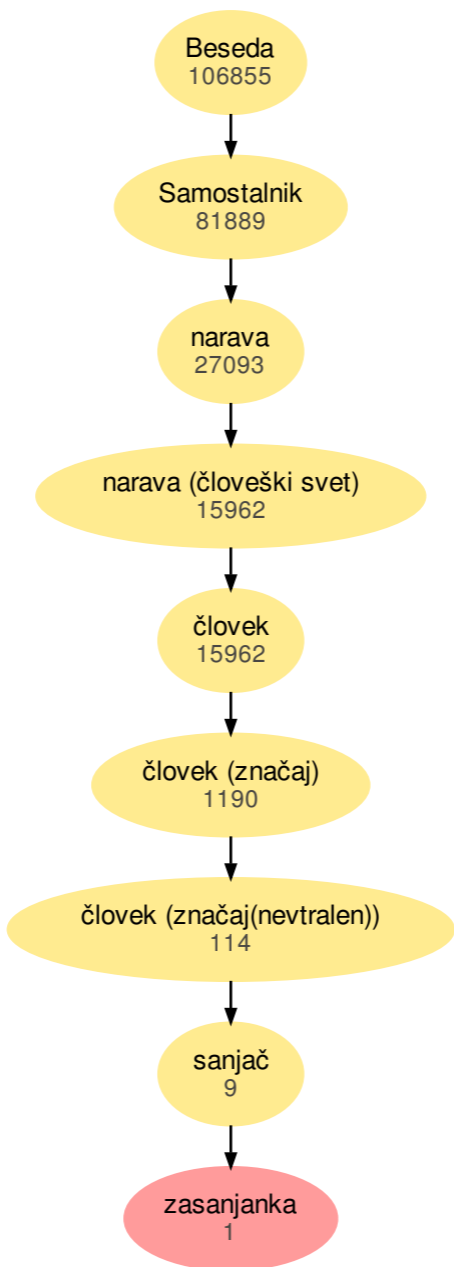 Beseda
106855
Samostalnik
81889
narava
27093
narava (človeški svet)
15962
človek
15962
človek (značaj)
1190
človek (značaj(nevtralen))
114
sanjač
9
zasanjanka
1